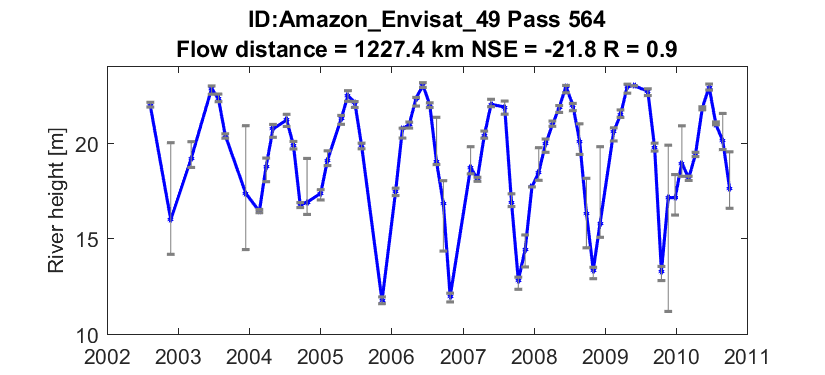 ID:Amazon_Envisat_49 Pass 564
Flow distance = 1227.4 km NSE = -21.8 R = 0.9
River height [m]
20
15
10
2002 2003 2004 2005 2006 2007 2008 2009 2010 2011